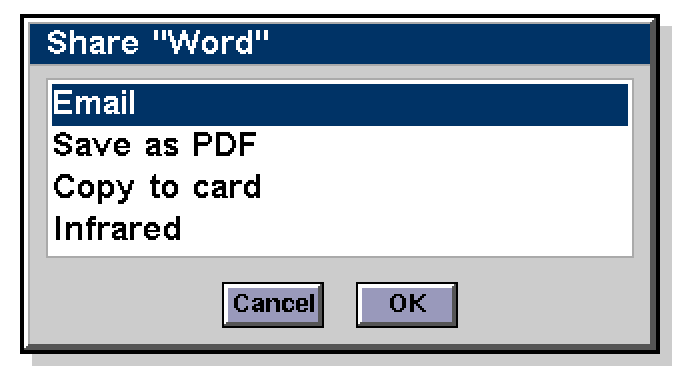 Share "Word"
Email
Save as PDF
Copy to card
Infrared
Cancel OK